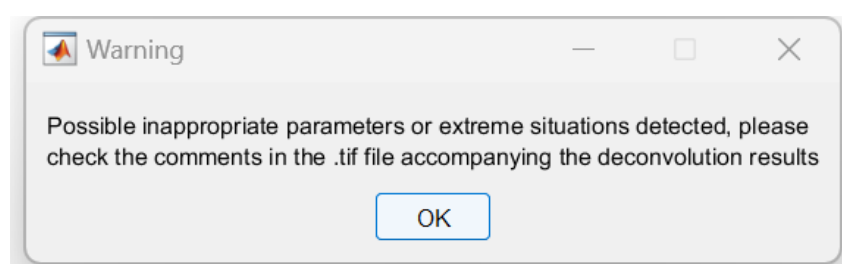 Warning
Possible inappropriate parameters or extreme situations detected, please
check the comments in the .tif file accompanying the deconvolution results
OK